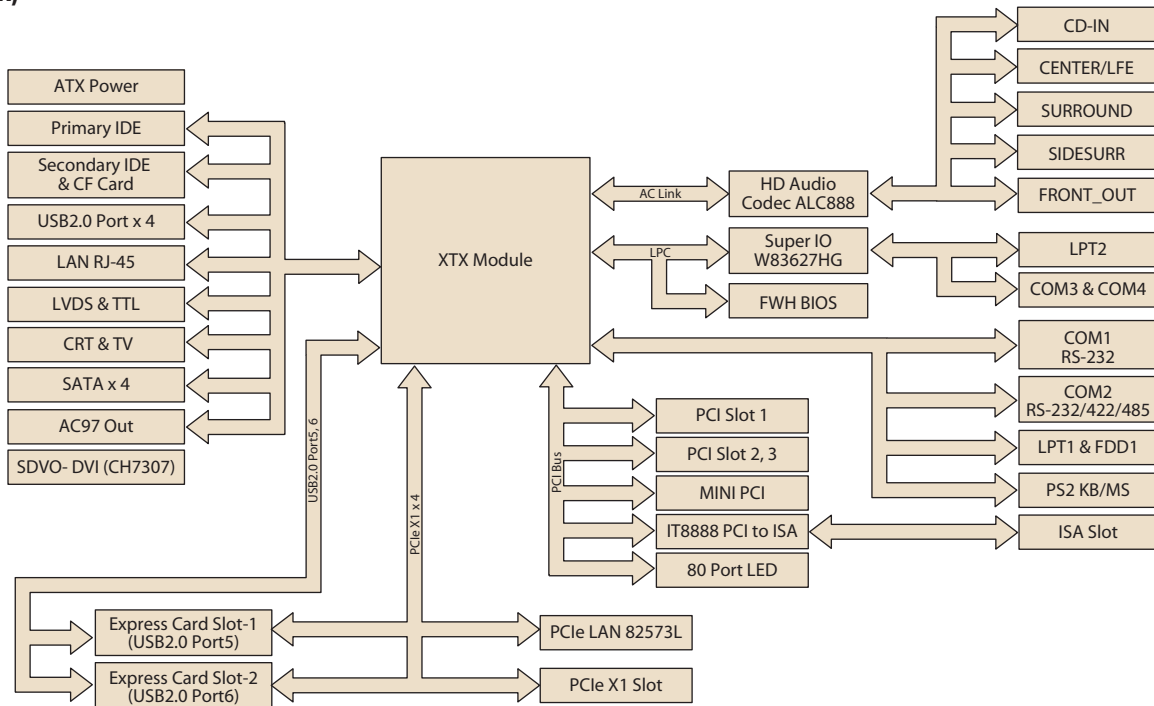 ATX Power
Primary IDE
Secondary IDE
& CF Card
USB2.0 Port x 4
LAN RJ-45
LVDS & TTL
CRT & TV
SATA x 4
AC97 Out
SDVO- DVI (CH7307)
XTX Module
AC Link
HD Audio
Codec ALC888
LPC
Super IO
W83627HG
FWH BIOS
CD-IN
CENTER/LFE
SURROUND
SIDESURR
FRONT_OUT
LPT2
COM3 & COM4
COM1
RS-232
COM2
RS-232/422/485
LPT1 & FDD1
PS2 KB/MS
ISA Slot
USB2.0 Port5, 6
PCIe X1 x 4
PCI Bus
PCI Slot 1
PCI Slot 2, 3
MINI PCI
IT8888 PCI to ISA
80 Port LED
Express Card Slot-1
(USB2.0 Port5)
Express Card Slot-2
(USB2.0 Port6)
PCIe LAN 82573L
PCIe X1 Slot